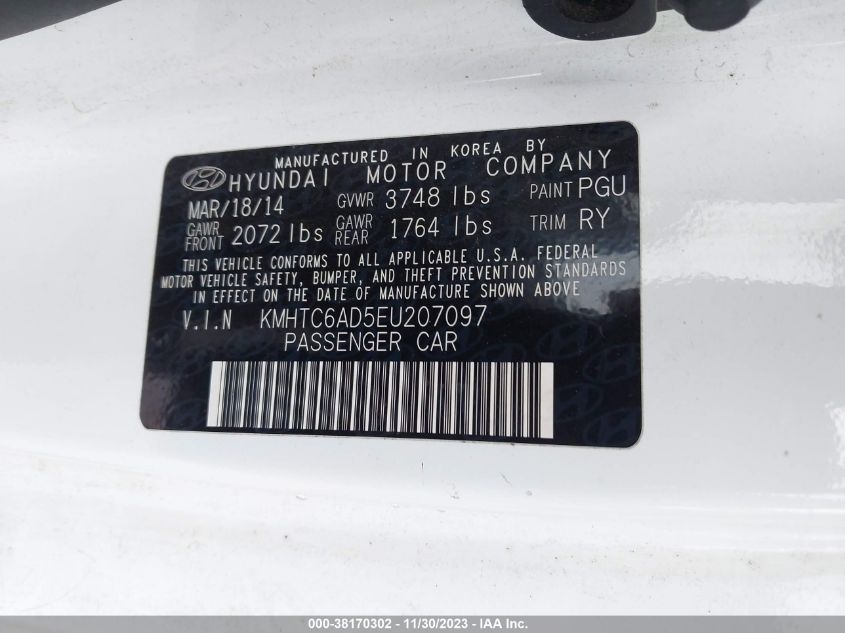 MANUFACTURED IN KOREA BY
HYUNDAI MOTOR COMPANY
MAR/18/14 GVWR 3748 lbs PAINT PGU
GAWR FRONT 2072 lbs GAWR REAR 1764 lbs TRIM RY
THIS VEHICLE CONFORMS TO ALL APPLICABLE U.S.A. FEDERAL
MOTOR VEHICLE SAFETY, BUMPER, AND THEFT PREVENTION STANDARDS
IN EFFECT ON THE DATE OF MANUFACTURE SHOWN ABOVE
V.I.N KMHTC6AD5EU207097
PASSENGER CAR
000-38170302 - 11/30/2023 - IAA Inc.